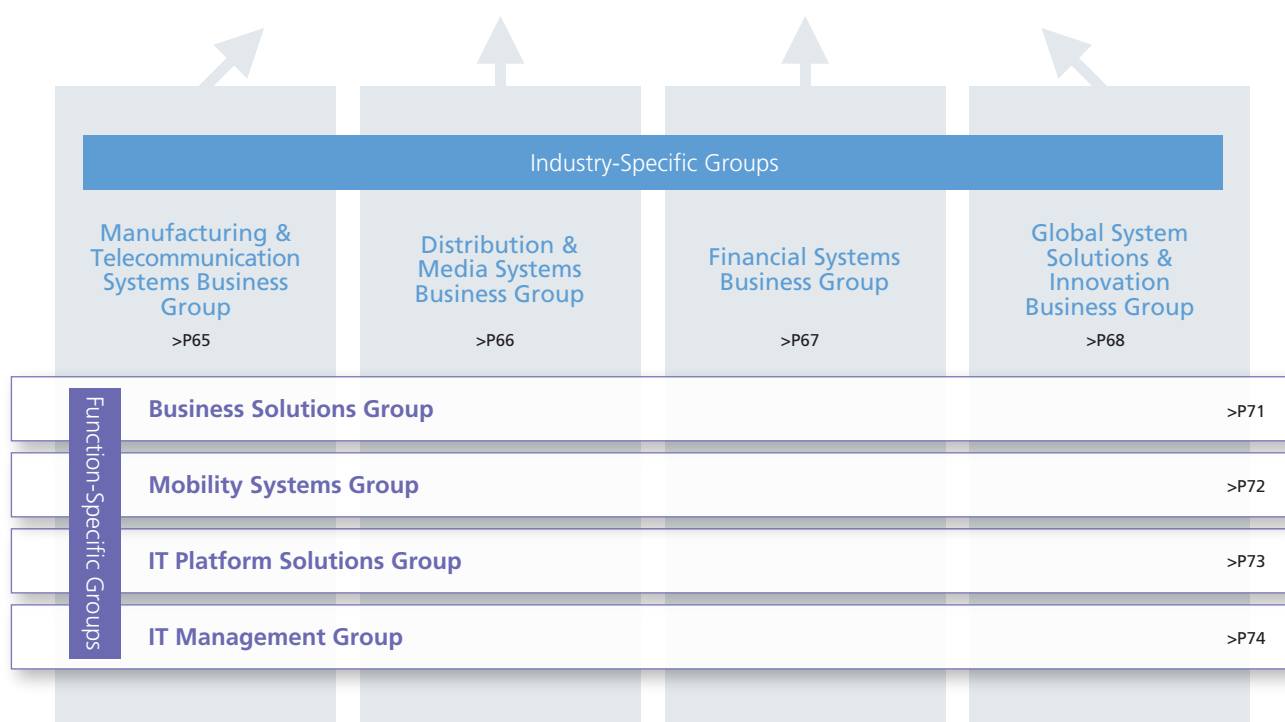 Industry-Specific Groups
Manufacturing &
Telecommunication
Systems Business
Group
>P65
Distribution &
Media Systems
Business Group
>P66
Financial Systems
Business Group
>P67
Global System
Solutions &
Innovation
Business Group
>P68
Function-Specific Groups
Business Solutions Group
>P71
Mobility Systems Group
>P72
IT Platform Solutions Group
>P73
IT Management Group
>P74